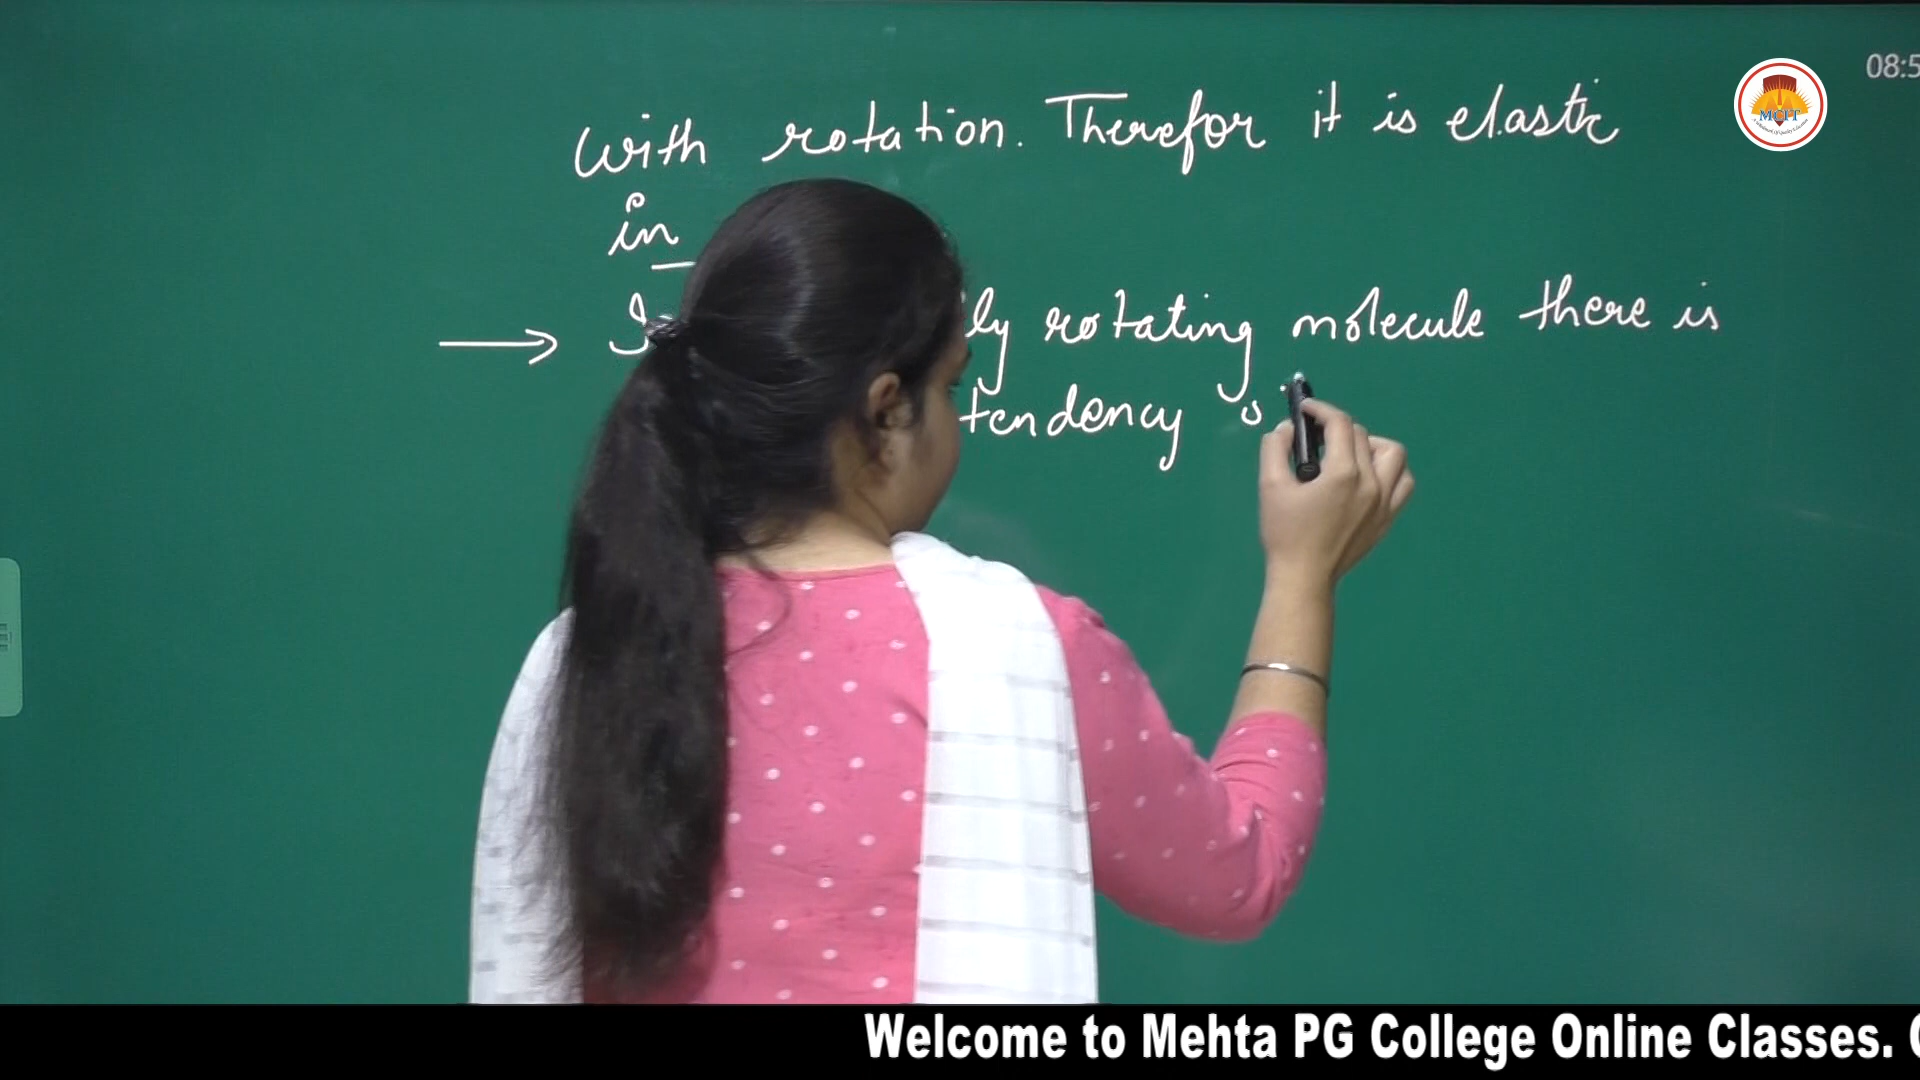 08:5
MCIT
With rotation. Therefor it is elastic
in
ly rotating molecule there is
tendency o
Welcome to Mehta PG College Online Classes.